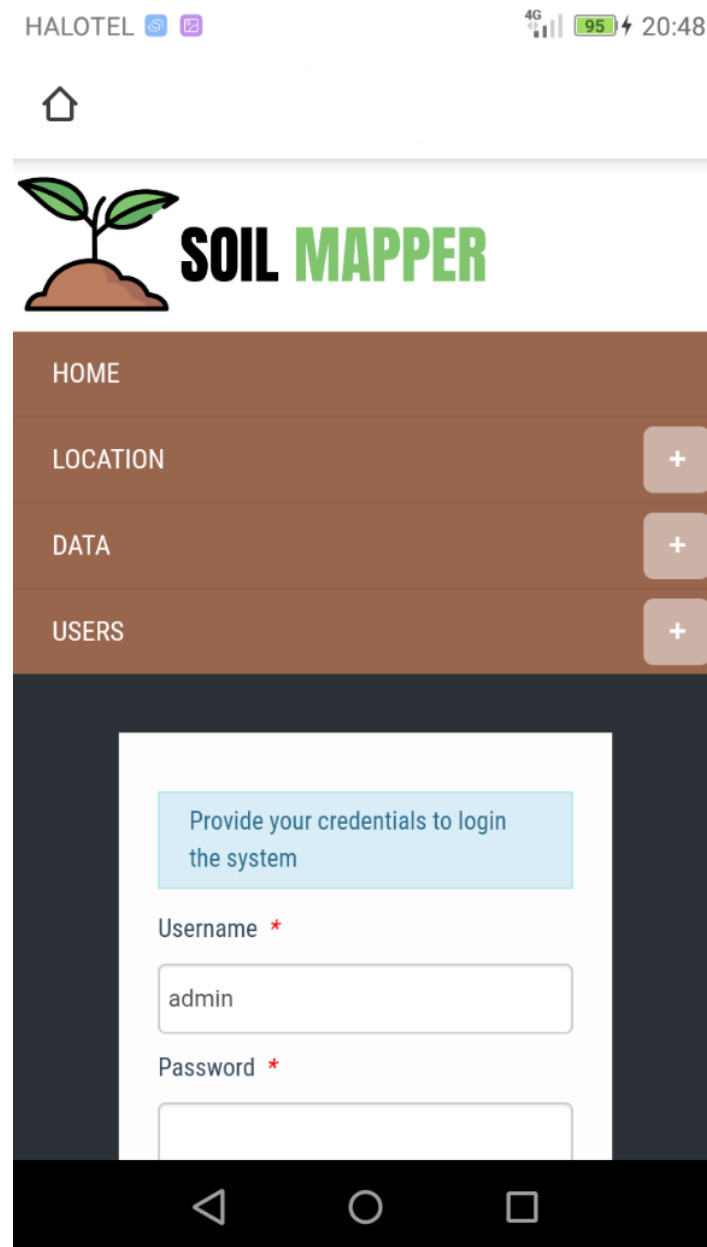 HALOTEL 4G 95 20:48
SOIL MAPPER
HOME
LOCATION +
DATA +
USERS +
Provide your credentials to login
the system
Username *
admin
Password *